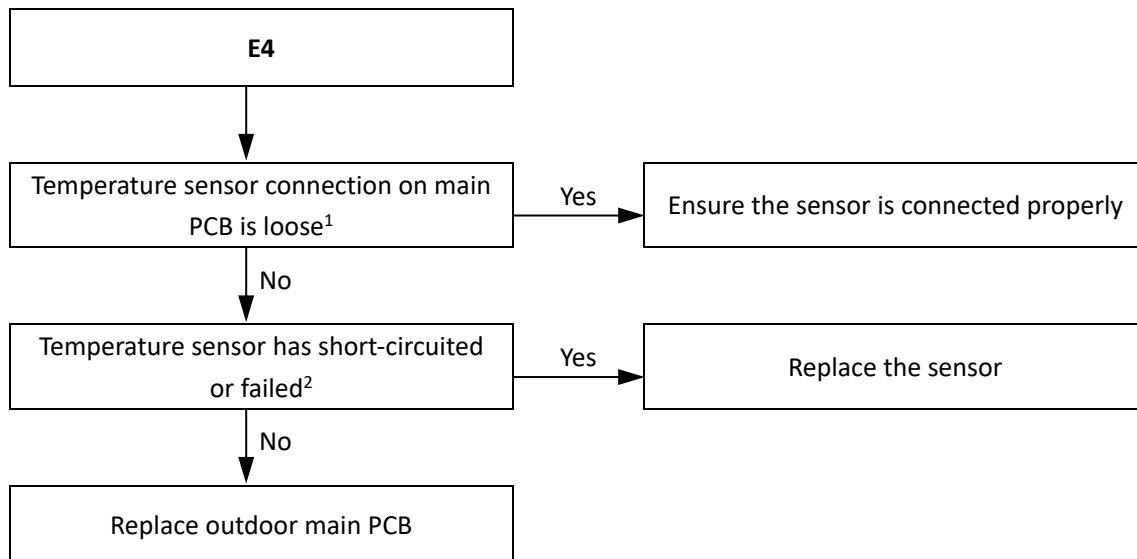 E4
Temperature sensor connection on main
PCB is loose¹
Yes
Ensure the sensor is connected properly
No
Temperature sensor has short-circuited
or failed²
Yes
Replace the sensor
No
Replace outdoor main PCB